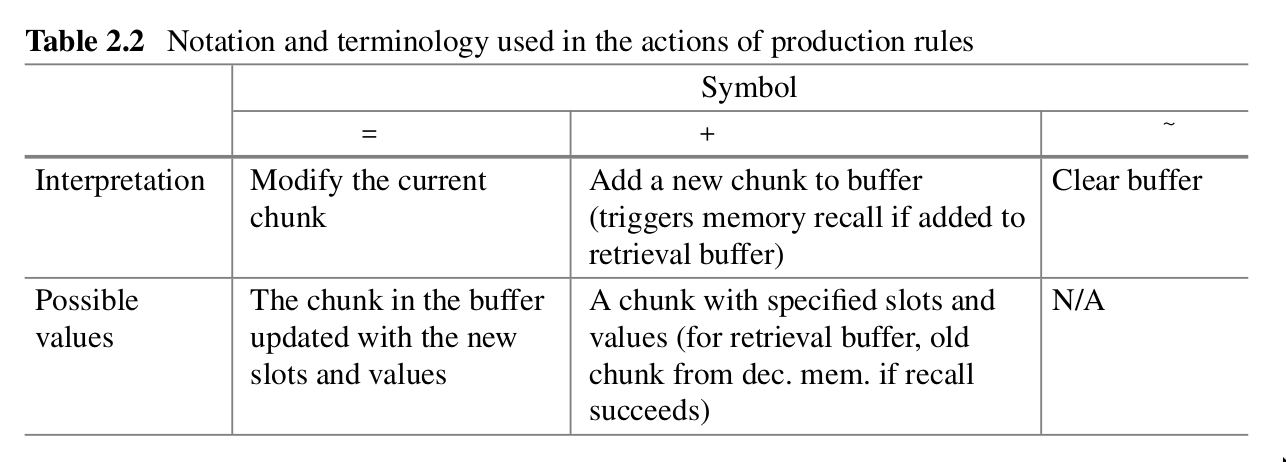 Table 2.2 Notation and terminology used in the actions of production rules
Symbol
= + ~
Interpretation Modify the current Add a new chunk to buffer Clear buffer
chunk (triggers memory recall if added to
retrieval buffer)
Possible The chunk in the buffer A chunk with specified slots and N/A
values updated with the new values (for retrieval buffer, old
slots and values chunk from dec. mem. if recall
succeeds)